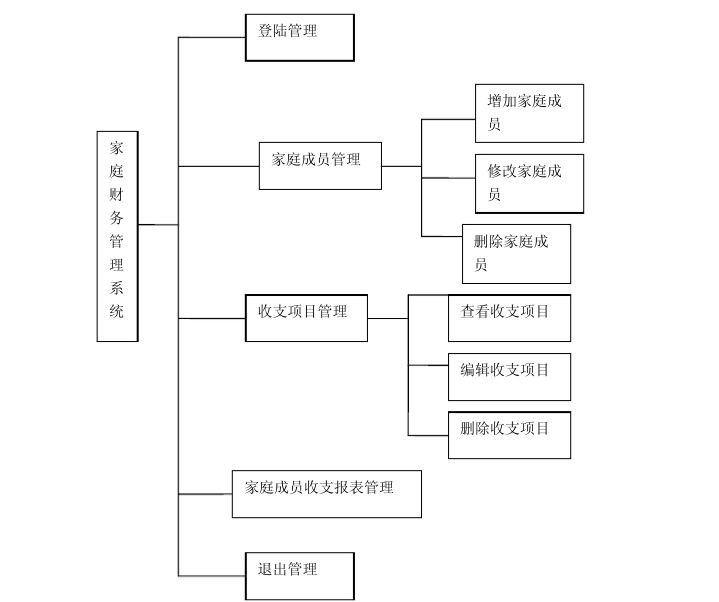 家
庭
财
务
管
理
系
统
登陆管理
家庭成员管理
增加家庭成
员
修改家庭成
员
删除家庭成
员
收支项目管理
查看收支项目
编辑收支项目
删除收支项目
家庭成员收支报表管理
退出管理